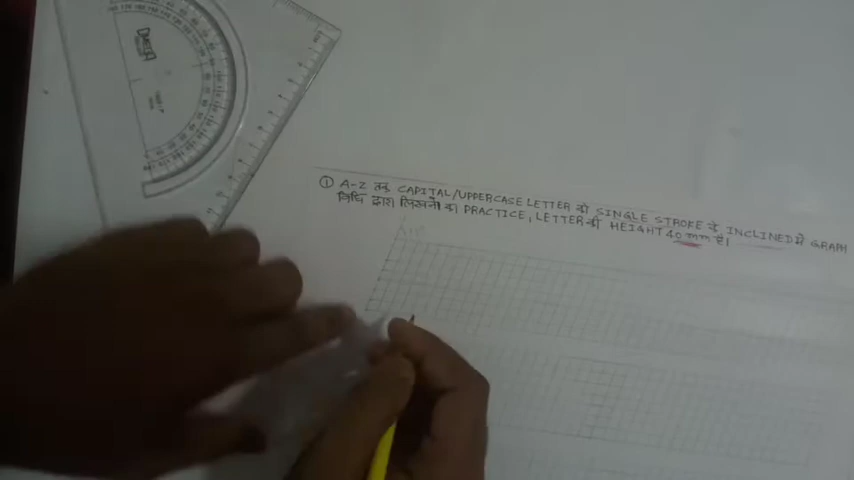 ① A-Z तक CAPITAL/UPPERCASE LETTER को SINGLE STROKE के INCLINED में GRAPH
विधि द्वारा लिखने का PRACTICE, LETTER की HEIGHT 40 mm है।